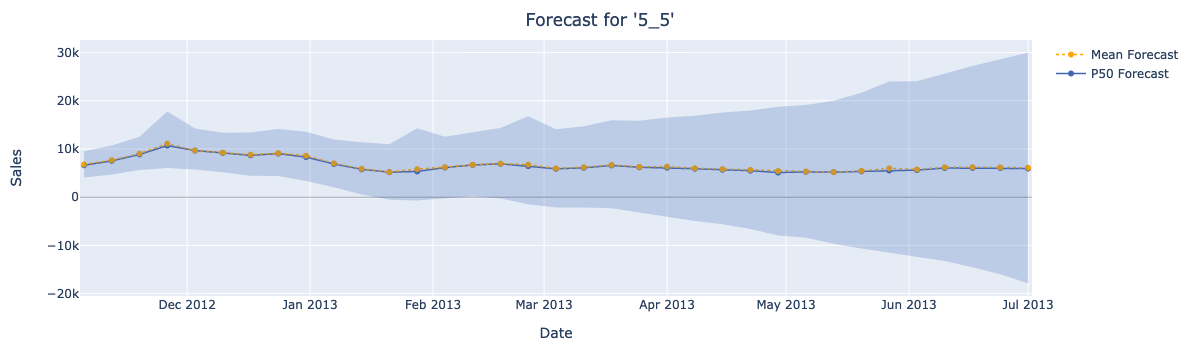 Forecast for '5_5'
Mean Forecast
P50 Forecast
Sales
30k
20k
10k
0
−10k
−20k
Dec 2012
Jan 2013
Feb 2013
Mar 2013
Apr 2013
May 2013
Jun 2013
Jul 2013
Date